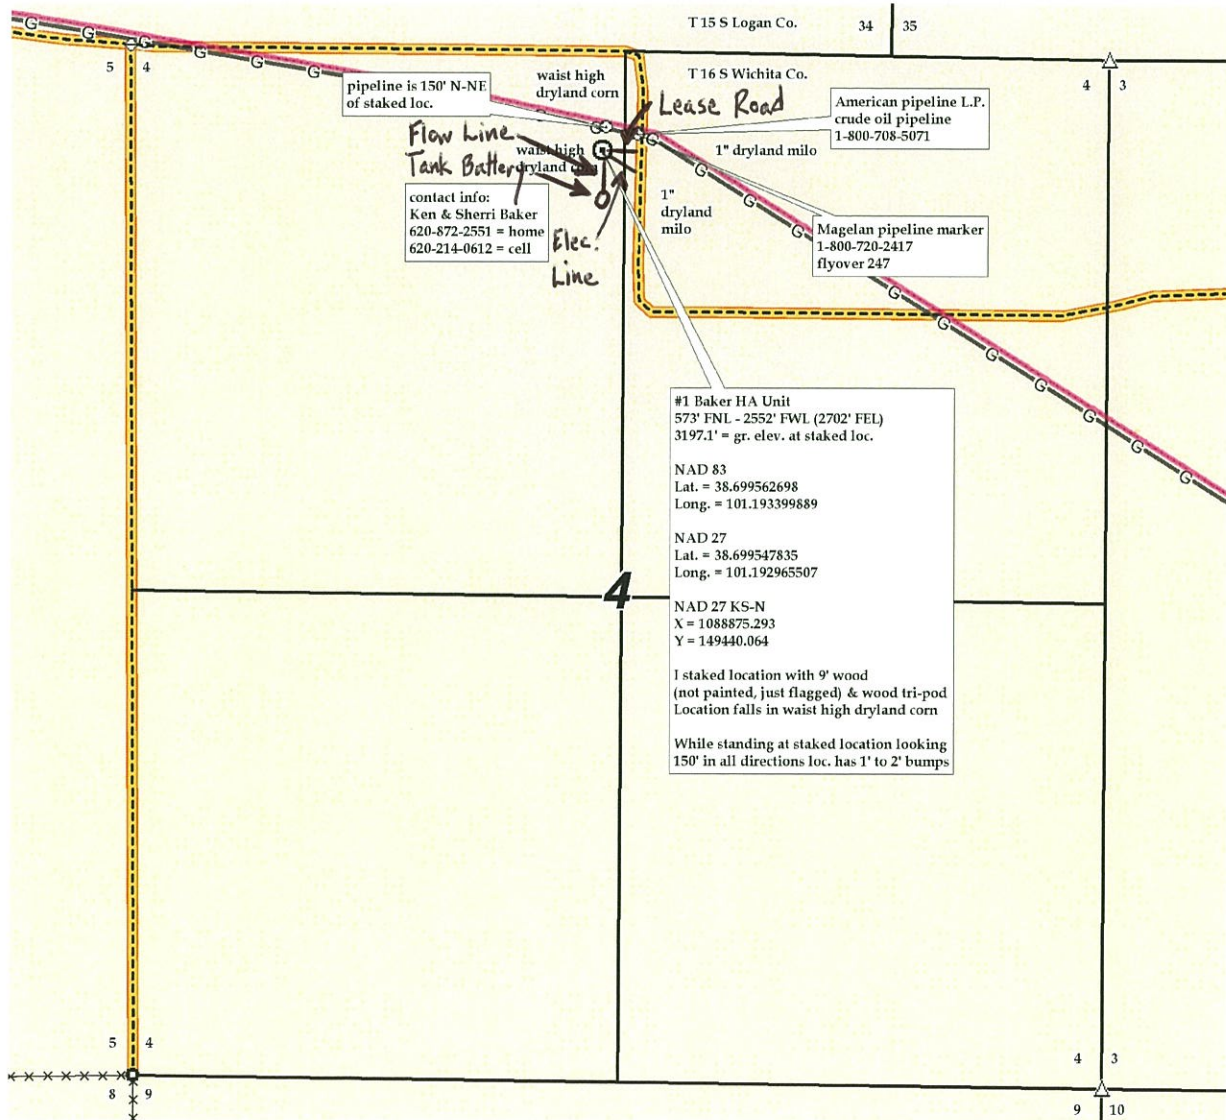 T 15 S Logan Co.
34 35
G G G G G G
5 4
T 16 S Wichita Co.
4 3
pipeline is 150' N-NE
of staked loc.
waist high
dryland corn
Lease Road
American pipeline L.P.
crude oil pipeline
1-800-708-5071
Flow Line
waist high
dryland corn
Tank Battery
1" dryland milo
contact info:
Ken & Sherri Baker
620-872-2551 = home
620-214-0612 = cell
Elec.
Line
1"
dryland
milo
Magelan pipeline marker
1-800-720-2417
flyover 247
G G G G G G G G G G G
#1 Baker HA Unit
573' FNL - 2552' FWL (2702' FEL)
3197.1' = gr. elev. at staked loc.
NAD 83
Lat. = 38.699562698
Long. = 101.193399889
NAD 27
Lat. = 38.699547835
Long. = 101.192965507
4
NAD 27 KS-N
X = 1088875.293
Y = 149440.064
I staked location with 9' wood
(not painted, just flagged) & wood tri-pod
Location falls in waist high dryland corn
While standing at staked location looking
150' in all directions loc. has 1' to 2' bumps
5 4
4 3
8 9
9 10